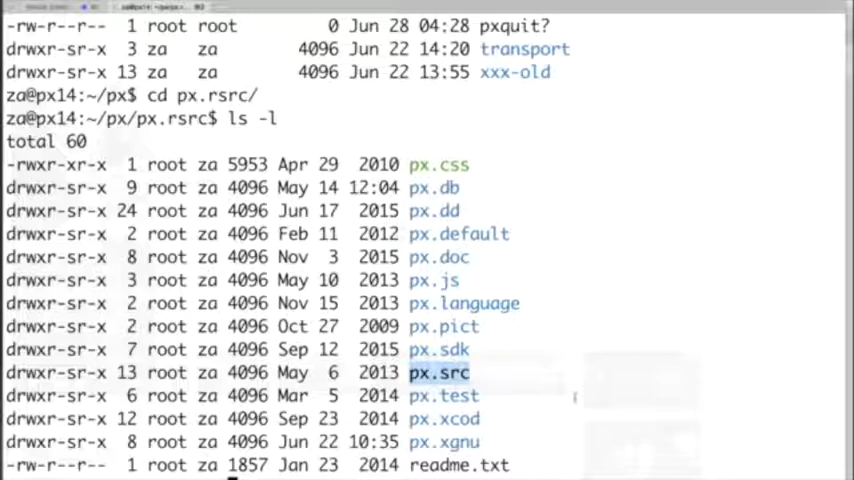 -rw-r--r-- 1 root root 0 Jun 28 04:28 pxquit?
drwxr-sr-x 3 za za 4096 Jun 22 14:20 transport
drwxr-sr-x 13 za za 4096 Jun 22 13:55 xxx-old
za@px14:~/px$ cd px.rsrc/
za@px14:~/px/px.rsrc$ ls -l
total 60
-rwxr-xr-x 1 root za 5953 Apr 29 2010 px.css
drwxr-sr-x 9 root za 4096 May 14 12:04 px.db
drwxr-sr-x 24 root za 4096 Jun 17 2015 px.dd
drwxr-sr-x 2 root za 4096 Feb 11 2012 px.default
drwxr-sr-x 8 root za 4096 Nov 3 2015 px.doc
drwxr-sr-x 3 root za 4096 May 10 2013 px.js
drwxr-sr-x 2 root za 4096 Nov 15 2013 px.language
drwxr-sr-x 2 root za 4096 Oct 27 2009 px.pict
drwxr-sr-x 7 root za 4096 Sep 12 2015 px.sdk
drwxr-sr-x 13 root za 4096 May 6 2013 px.src
drwxr-sr-x 6 root za 4096 Mar 5 2014 px.test
drwxr-sr-x 12 root za 4096 Sep 23 2014 px.xcod
drwxr-sr-x 8 root za 4096 Jun 22 10:35 px.xgnu
-rw-r--r-- 1 root za 1857 Jan 23 2014 readme.txt